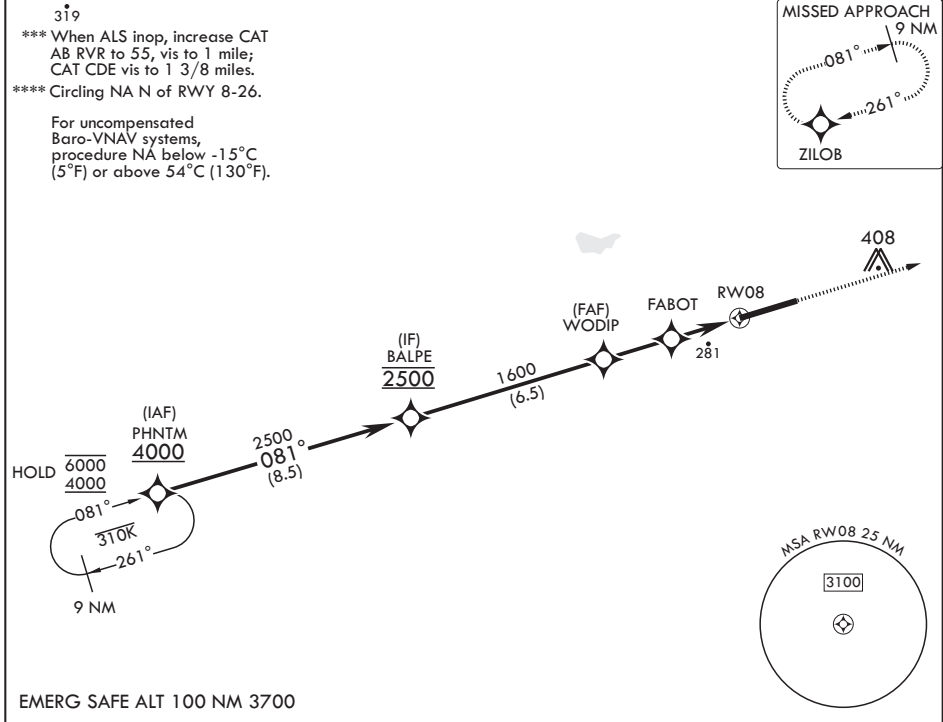 319
*** When ALS inop, increase CAT
AB RVR to 55, vis to 1 mile;
CAT CDE vis to 1 3/8 miles.
**** Circling NA N of RWY 8-26.
For uncompensated
Baro-VNAV systems,
procedure NA below -15°C
(5°F) or above 54°C (130°F).
MISSED APPROACH
9 NM
081°
261°
ZILOB
408
RW08
FABOT
(FAF)
WODIP
281
(IF)
BALPE
2500
1600
(6.5)
(IAF)
PHNTM
4000
2500
081°
(8.5)
HOLD
6000
4000
081°
310K
261°
9 NM
MSA RW08 25 NM
3100
EMERG SAFE ALT 100 NM 3700